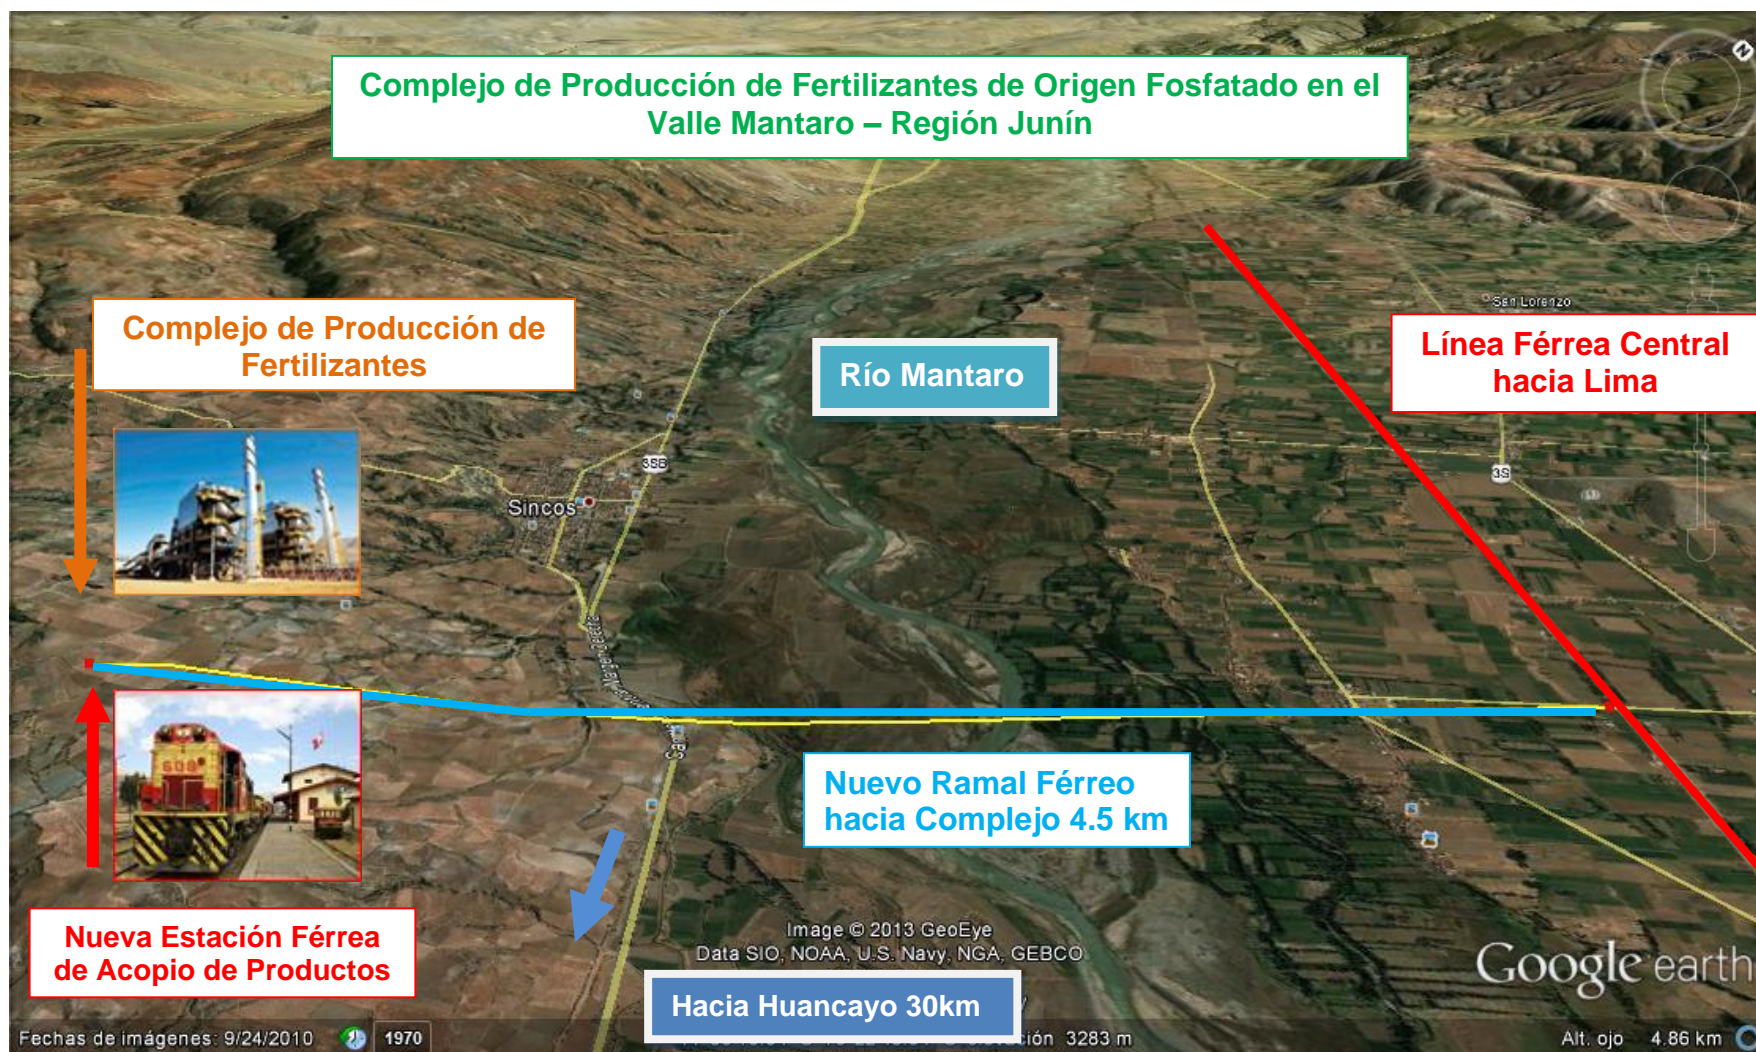 Complejo de Producción de Fertilizantes de Origen Fosfatado en el
Valle Mantaro – Región Junín
San Lorenzo
Complejo de Producción de
Fertilizantes
Río Mantaro
Línea Férrea Central
hacia Lima
3SB
3S
Sincos
609
Nuevo Ramal Férreo
hacia Complejo 4.5 km
Nueva Estación Férrea
de Acopio de Productos
Image © 2013 GeoEye
Data SIO, NOAA, U.S. Navy, NGA, GEBCO
Google earth
Hacia Huancayo 30km
Fechas de imágenes: 9/24/2010
1970
3283 m
Alt. ojo 4.86 km